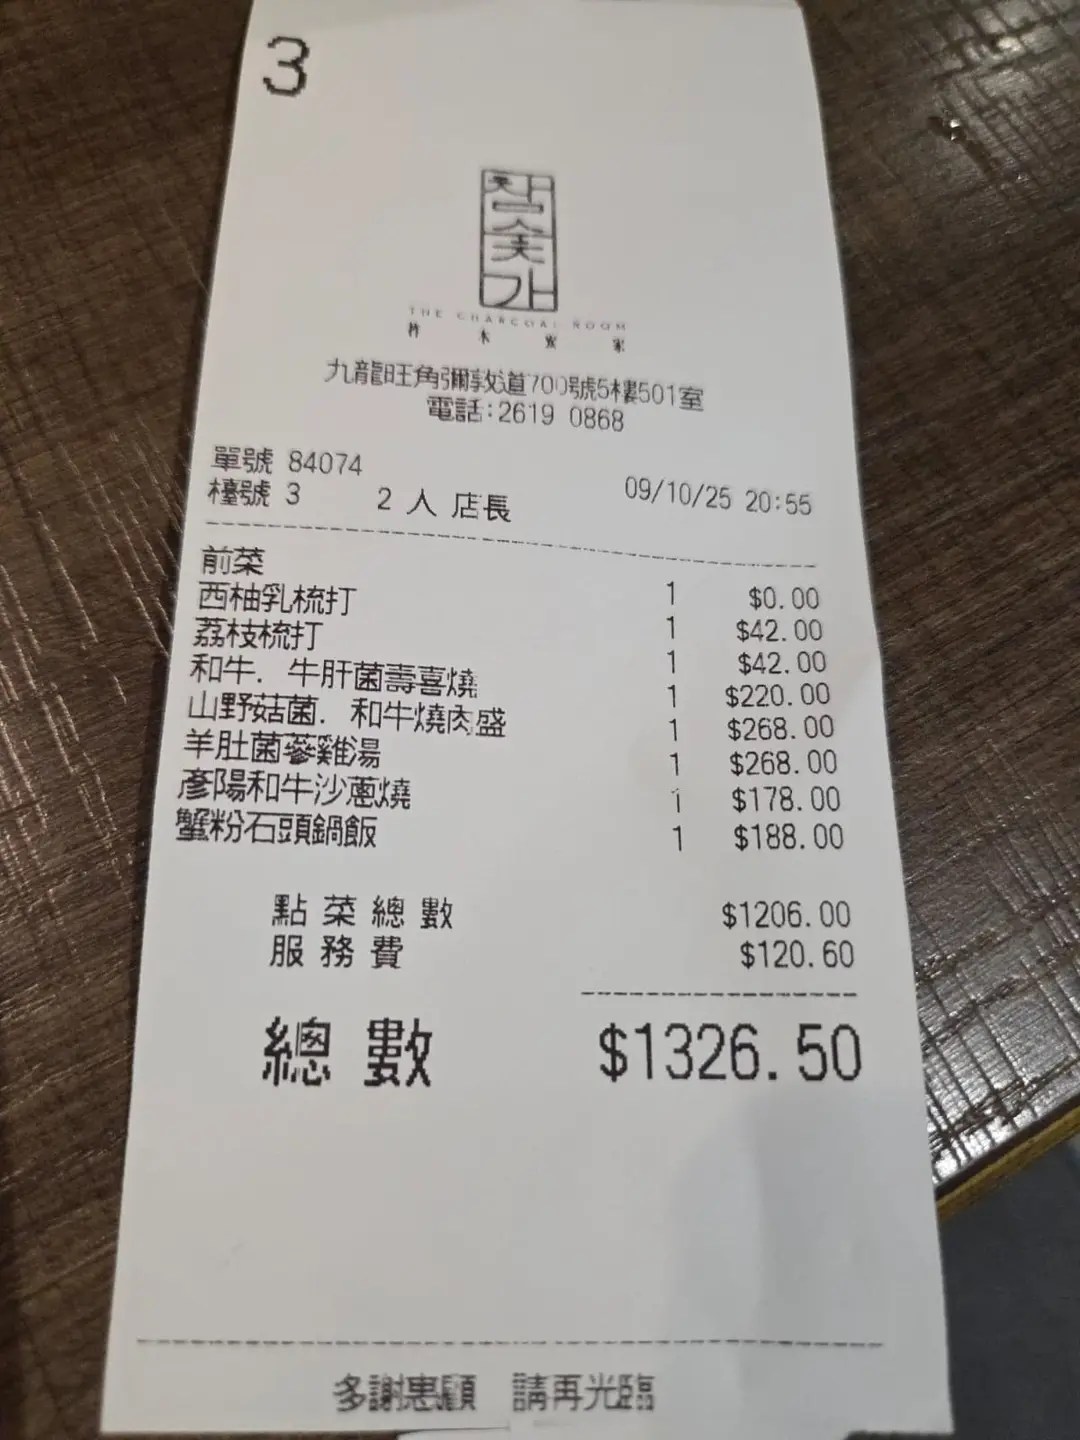 3
참숯갑
THE CHARCOAL ROOM
家
九龍旺角彌敦道700號5樓501室
電話:2619 0868
單號 84074
檯號 3 2 人 店長 09/10/25 20:55
前菜 1 $0.00
西柚乳梳打 1 $42.00
荔枝梳打 1 $42.00
和牛. 牛肝菌壽喜燒 1 $220.00
山野菇菌. 和牛燒肉盛 1 $268.00
羊肚菌蔘雞湯 1 $268.00
彥陽和牛沙蔥燒 1 $178.00
蟹粉石頭鍋飯 1 $188.00
點菜總數 $1206.00
服務費 $120.60
總數 $1326.50
多謝惠顧 請再光臨